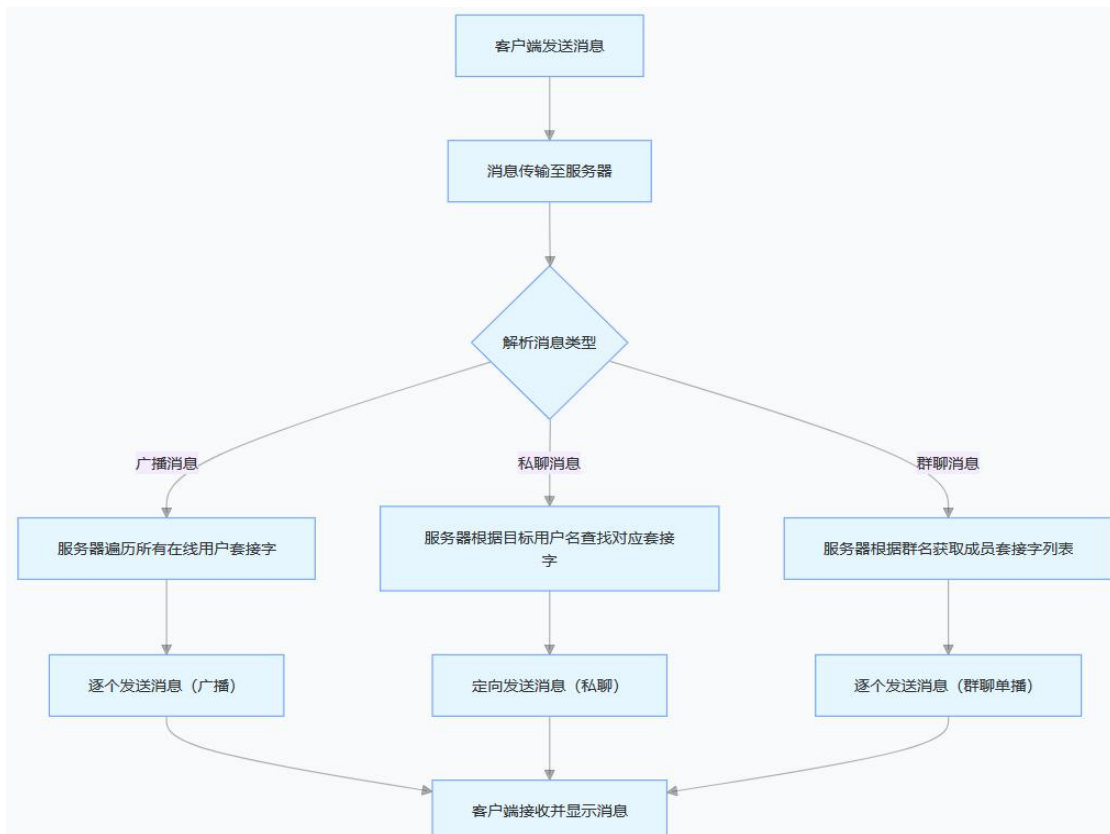 客户端发送消息
消息传输至服务器
解析消息类型
广播消息
私聊消息
群聊消息
服务器遍历所有在线用户套接字
服务器根据目标用户名查找对应套接
字
服务器根据群名获取成员套接字列表
逐个发送消息（广播）
定向发送消息（私聊）
逐个发送消息（群聊单播）
客户端接收并显示消息